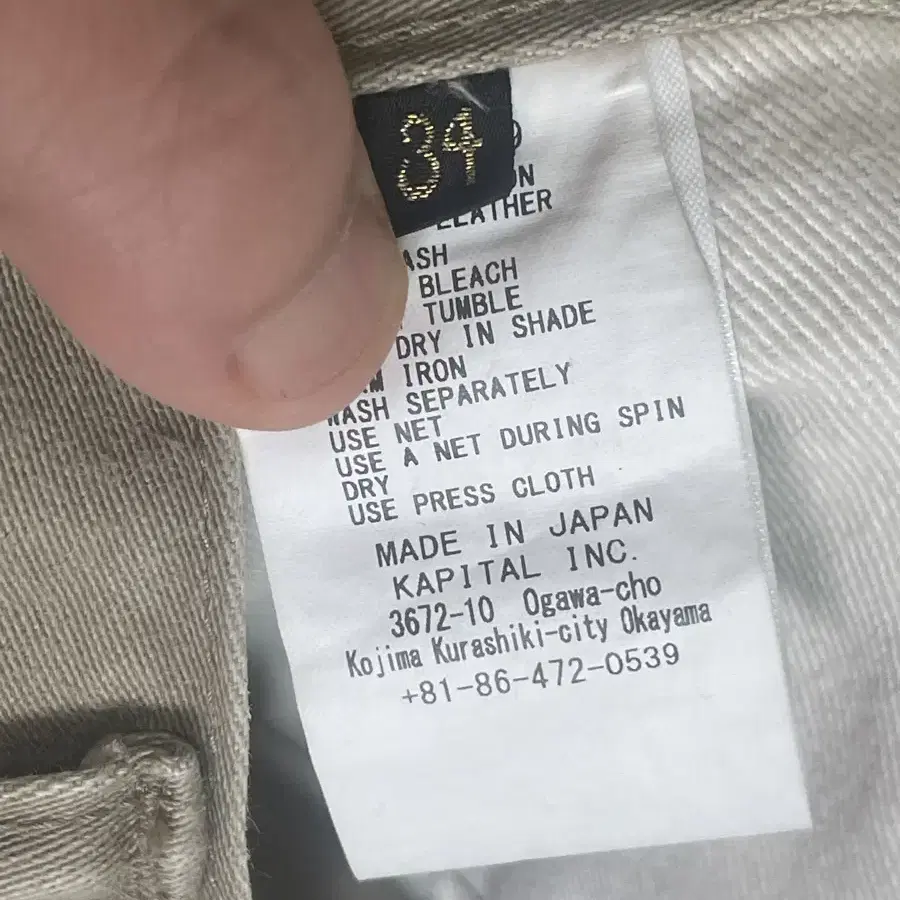 34
LEATHER
BLEACH
TUMBLE
DRY IN SHADE
IRON
WASH SEPARATELY
USE NET
USE A NET DURING SPIN
DRY
USE PRESS CLOTH
MADE IN JAPAN
KAPITAL INC.
3672-10 Ogawa-cho
Kojima Kurashiki-city Okayama
+81-86-472-0539